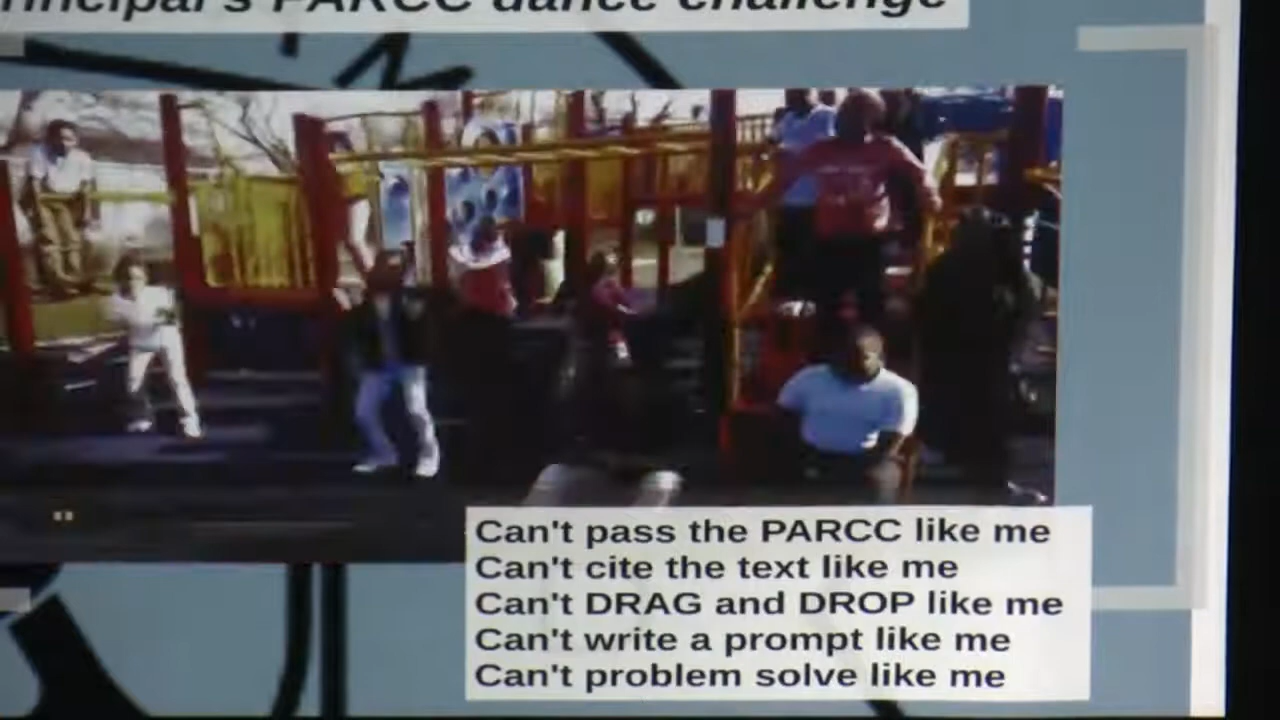 principal's PARCC dance challenge
Can't pass the PARCC like me
Can't cite the text like me
Can't DRAG and DROP like me
Can't write a prompt like me
Can't problem solve like me